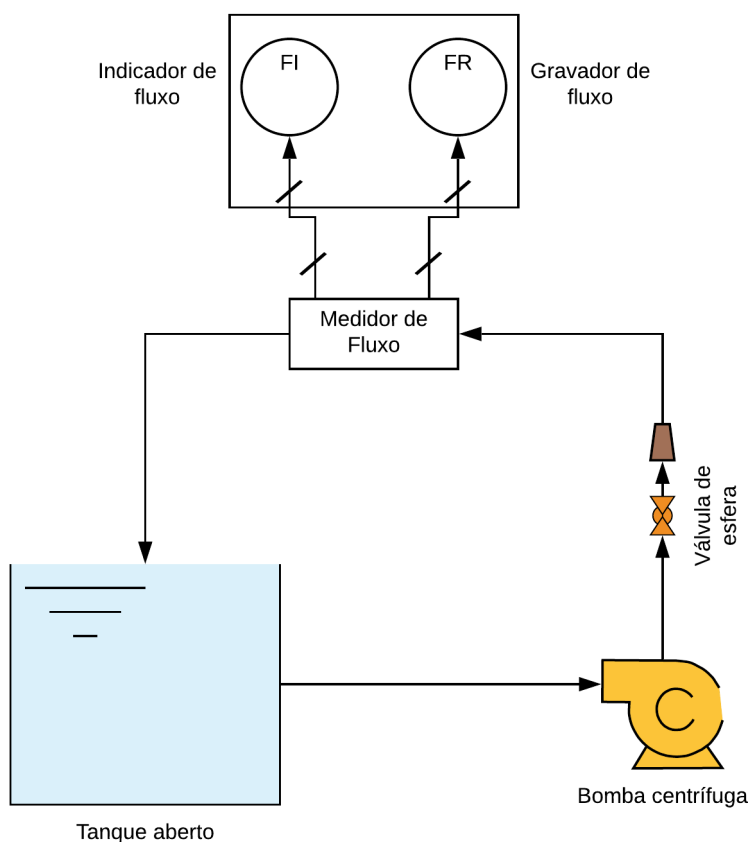 Indicador de
fluxo
FI
FR
Gravador de
fluxo
Medidor de
Fluxo
Válvula de
esfera
Bomba centrífuga
Tanque aberto